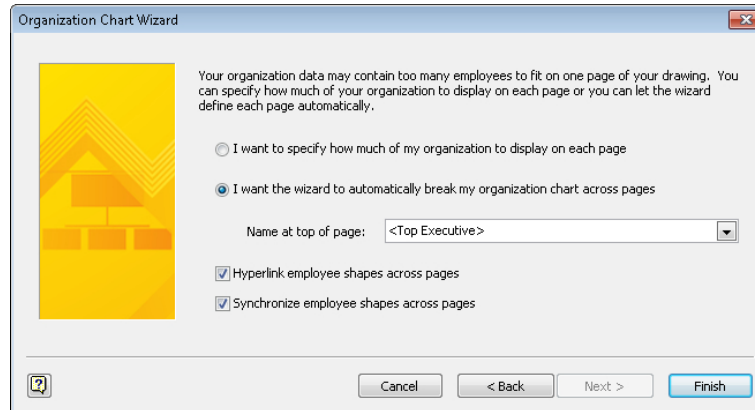 Organization Chart Wizard
Your organization data may contain too many employees to fit on one page of your drawing. You
can specify how much of your organization to display on each page or you can let the wizard
define each page automatically.
I want to specify how much of my organization to display on each page
I want the wizard to automatically break my organization chart across pages
Name at top of page: <Top Executive>
Hyperlink employee shapes across pages
Synchronize employee shapes across pages
Cancel < Back Next > Finish